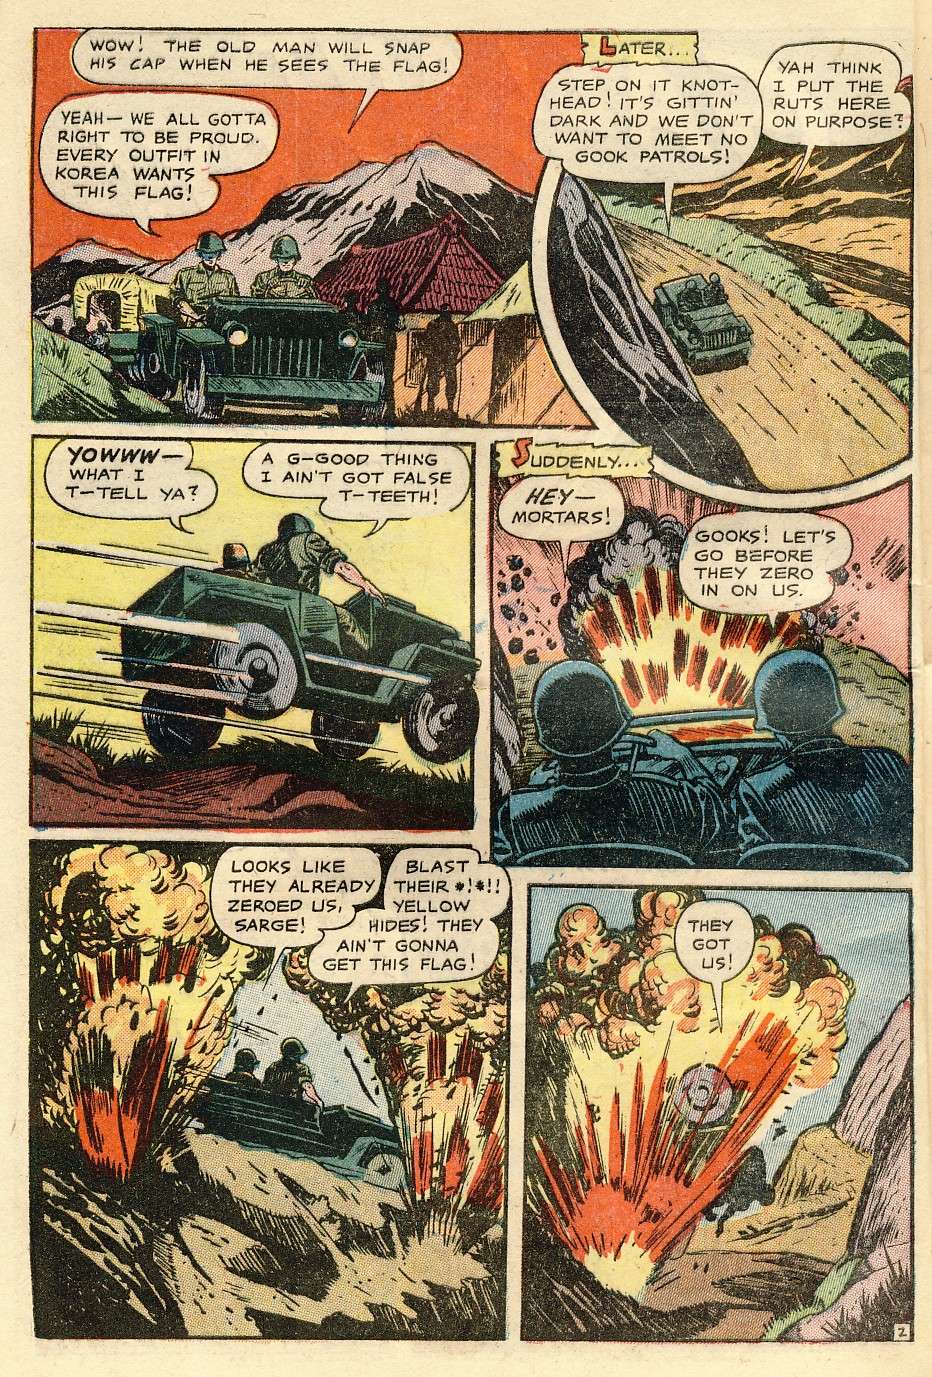 WOW! THE OLD MAN WILL SNAP
HIS CAP WHEN HE SEES THE FLAG!
YEAH— WE ALL GOTTA
RIGHT TO BE PROUD.
EVERY OUTFIT IN
KOREA WANTS
THIS FLAG!
LATER...
STEP ON IT KNOT-
HEAD! IT'S GITTIN'
DARK AND WE DON'T
WANT TO MEET NO
GOOK PATROLS!
YAH THINK
I PUT THE
RUTS HERE
ON PURPOSE?
YOWWW—
WHAT I
T-TELL YA?
A G-GOOD THING
I AIN'T GOT FALSE
T-TEETH!
SUDDENLY...
HEY—
MORTARS!
GOOKS! LET'S
GO BEFORE
THEY ZERO
IN ON US.
LOOKS LIKE
THEY ALREADY
ZEROED US,
SARGE!
BLAST
THEIR *!*!!
YELLOW
HIDES! THEY
AIN'T GONNA
GET THIS FLAG!
THEY
GOT
US!
2